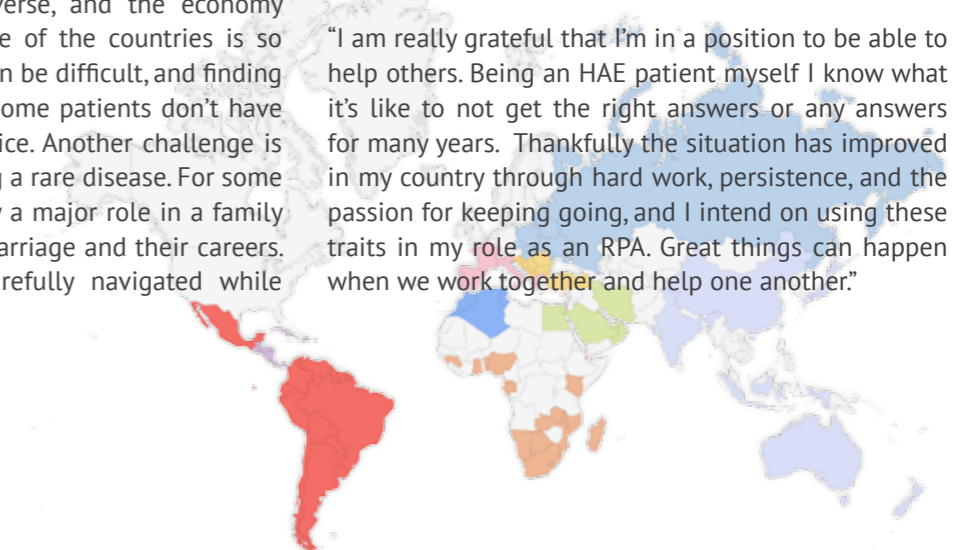 verse, and the economy
e of the countries is so
n be difficult, and finding
ome patients don’t have
ice. Another challenge is
g a rare disease. For some
y a major role in a family
arriage and their careers.
refully navigated while
“I am really grateful that I’m in a position to be able to
help others. Being an HAE patient myself I know what
it’s like to not get the right answers or any answers
for many years. Thankfully the situation has improved
in my country through hard work, persistence, and the
passion for keeping going, and I intend on using these
traits in my role as an RPA. Great things can happen
when we work together and help one another.”